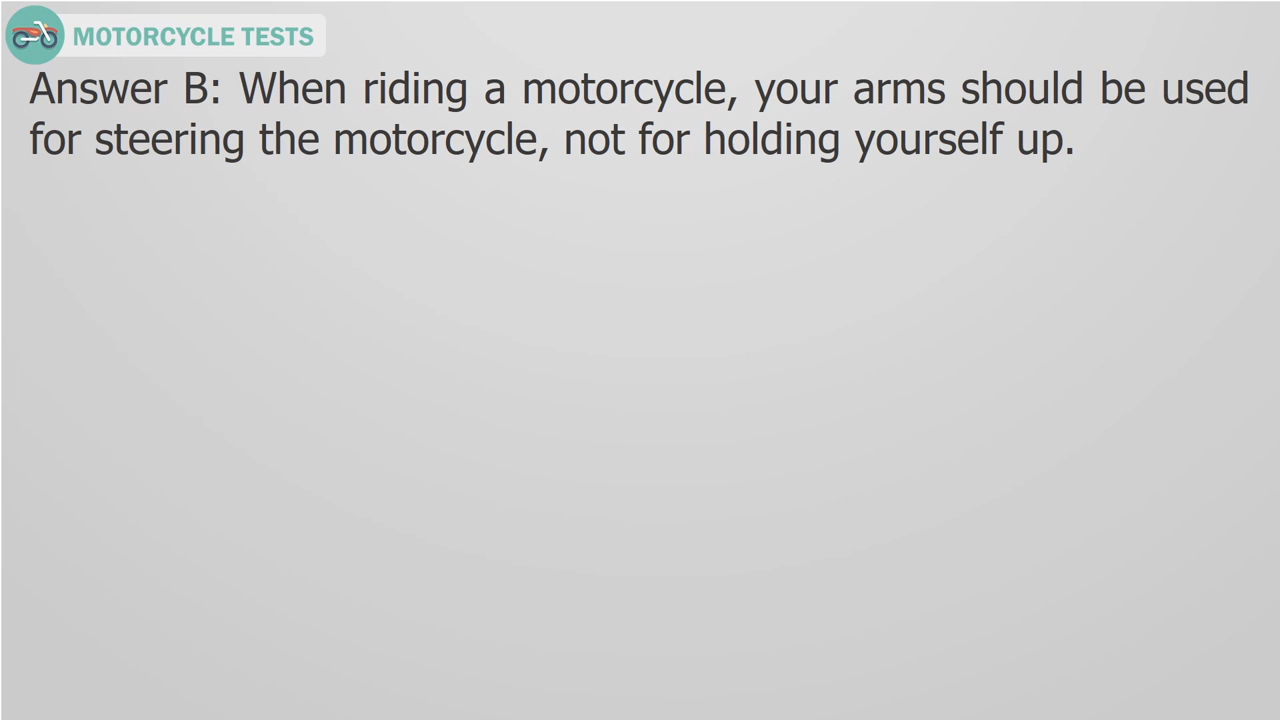 MOTORCYCLE TESTS
Answer B: When riding a motorcycle, your arms should be used
for steering the motorcycle, not for holding yourself up.